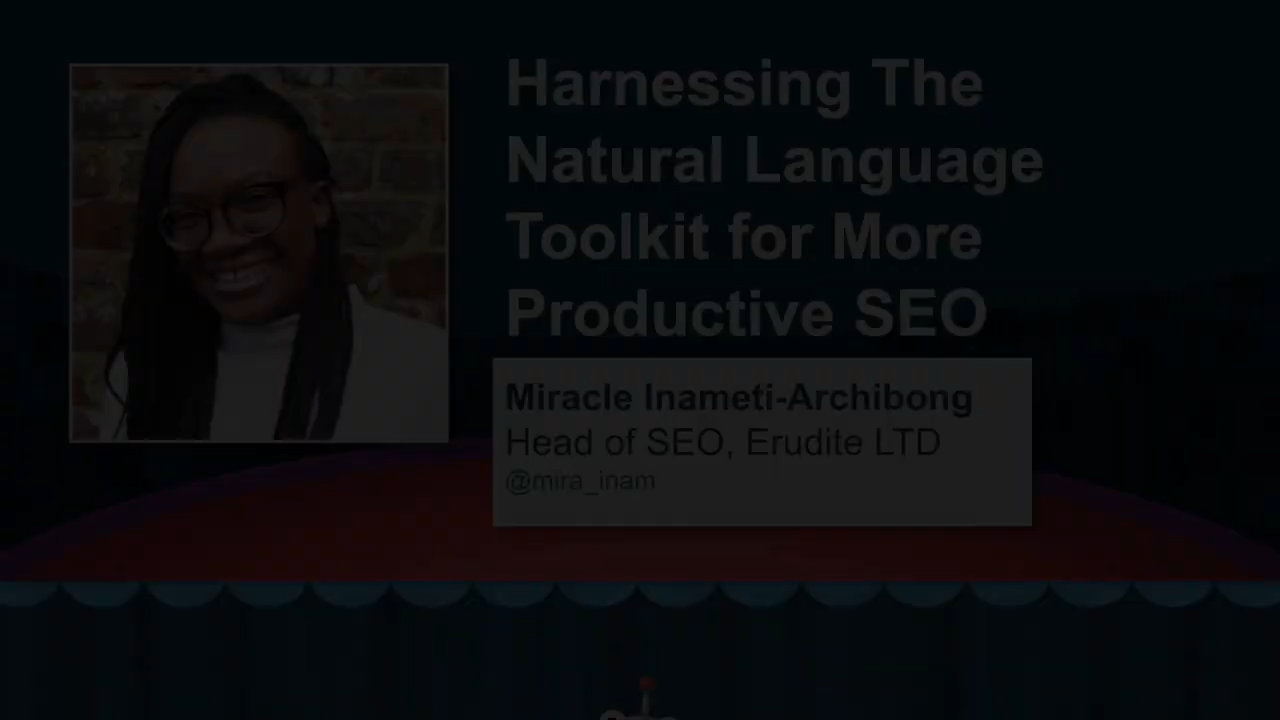 Harnessing The
Natural Language
Toolkit for More
Productive SEO
Miracle Inameti-Archibong
Head of SEO, Erudite LTD
@mira_inam